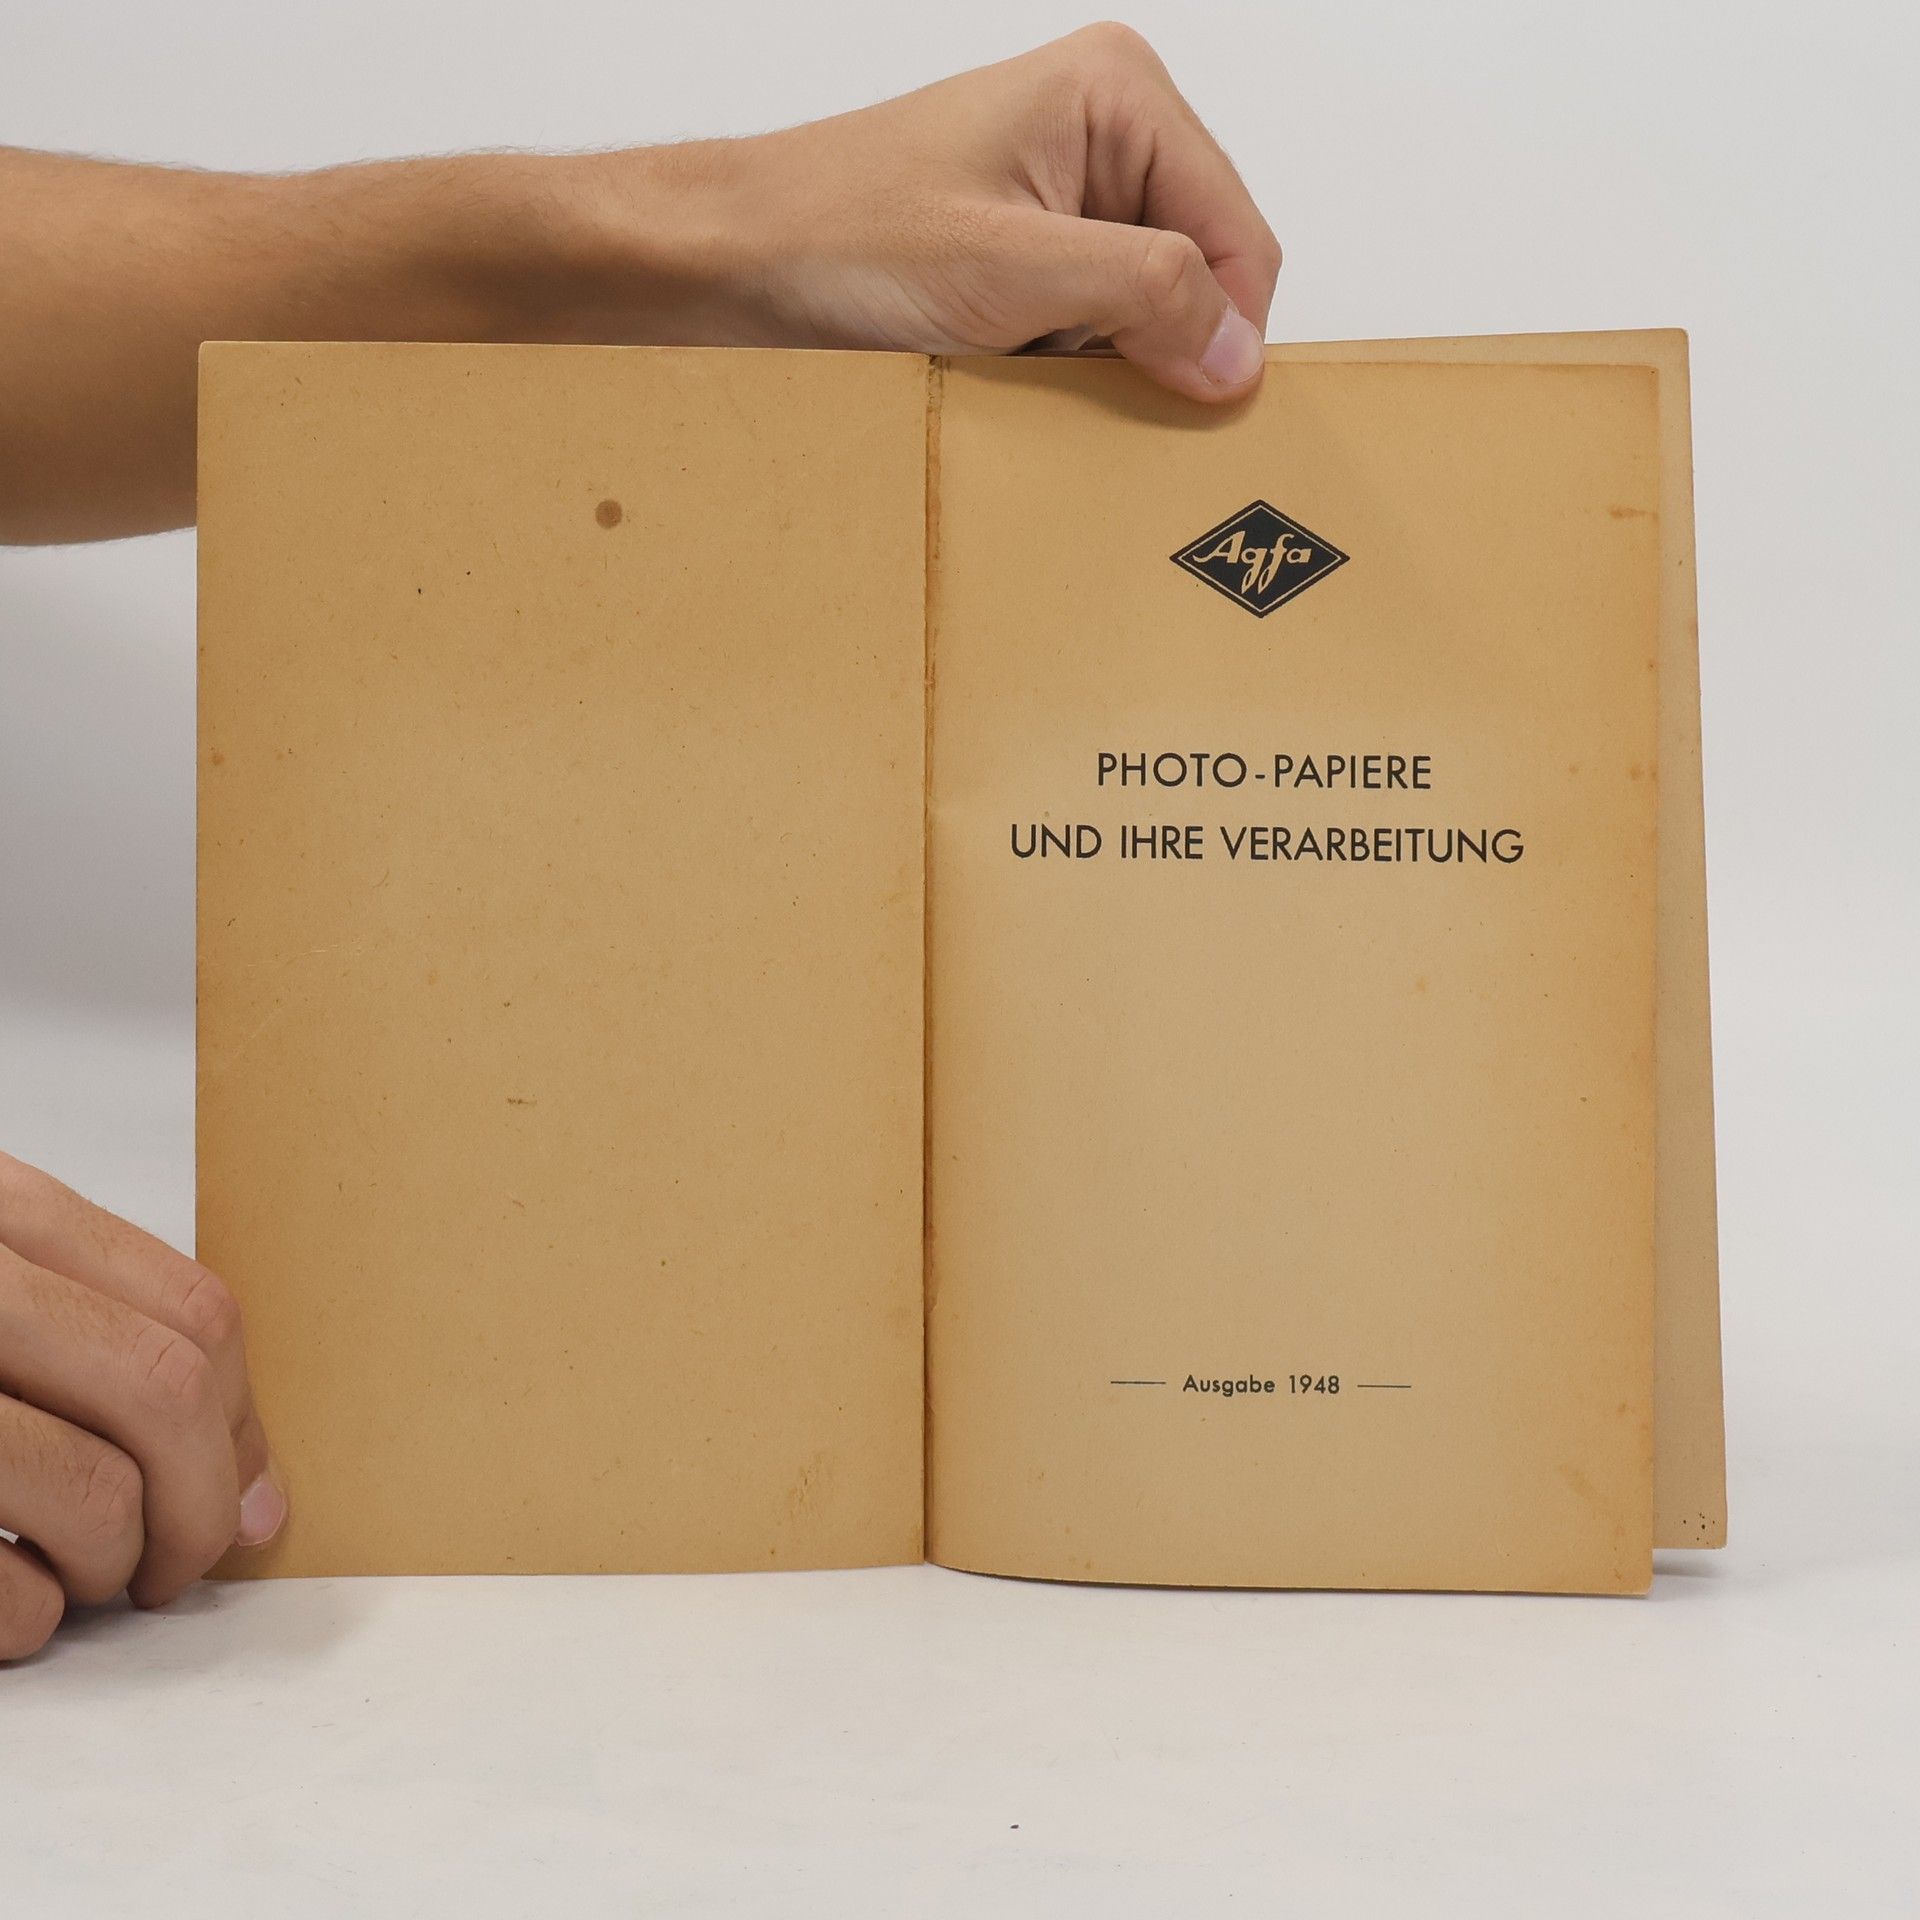 Agfa
PHOTO-PAPIERE
UND IHRE VERARBEITUNG
Ausgabe 1948